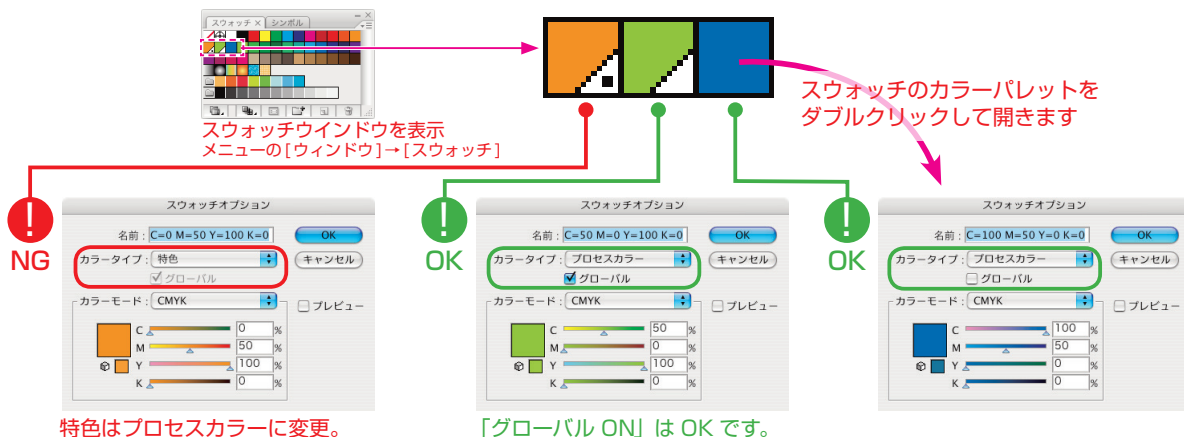 スウォッチ × シンボル
スウォッチウインドウを表示
メニューの[ウィンドウ]→[スウォッチ]
スウォッチのカラーパレットを
ダブルクリックして開きます
!
NG
スウォッチオプション
名前: C=0 M=50 Y=100 K=0
OK
カラータイプ: 特色
キャンセル
グローバル
カラーモード: CMYK
プレビュー
C 0 %
M 50 %
Y 100 %
K 0 %
特色はプロセスカラーに変更。
!
OK
スウォッチオプション
名前: C=50 M=0 Y=100 K=0
OK
カラータイプ: プロセスカラー
キャンセル
グローバル
カラーモード: CMYK
プレビュー
C 50 %
M 0 %
Y 100 %
K 0 %
「グローバル ON」は OK です。
!
OK
スウォッチオプション
名前: C=100 M=50 Y=0 K=0
OK
カラータイプ: プロセスカラー
キャンセル
グローバル
カラーモード: CMYK
プレビュー
C 100 %
M 50 %
Y 0 %
K 0 %